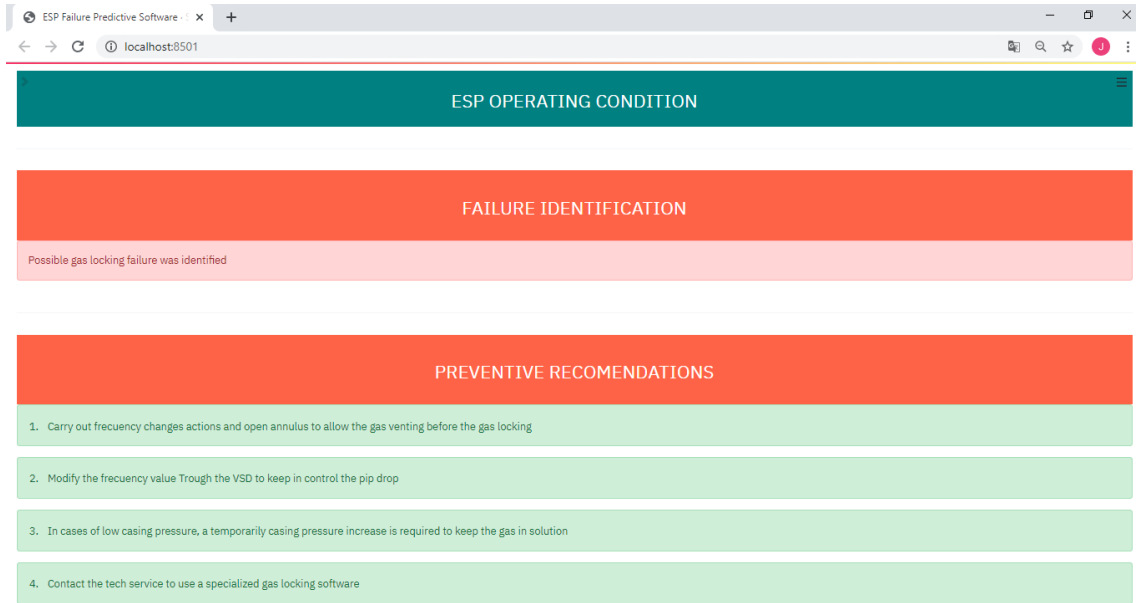 ESP Failure Predictive Software ·
localhost:8501
J
ESP OPERATING CONDITION
FAILURE IDENTIFICATION
Possible gas locking failure was identified
PREVENTIVE RECOMENDATIONS
1. Carry out frecuency changes actions and open annulus to allow the gas venting before the gas locking
2. Modify the frecuency value Trough the VSD to keep in control the pip drop
3. In cases of low casing pressure, a temporarily casing pressure increase is required to keep the gas in solution
4. Contact the tech service to use a specialized gas locking software